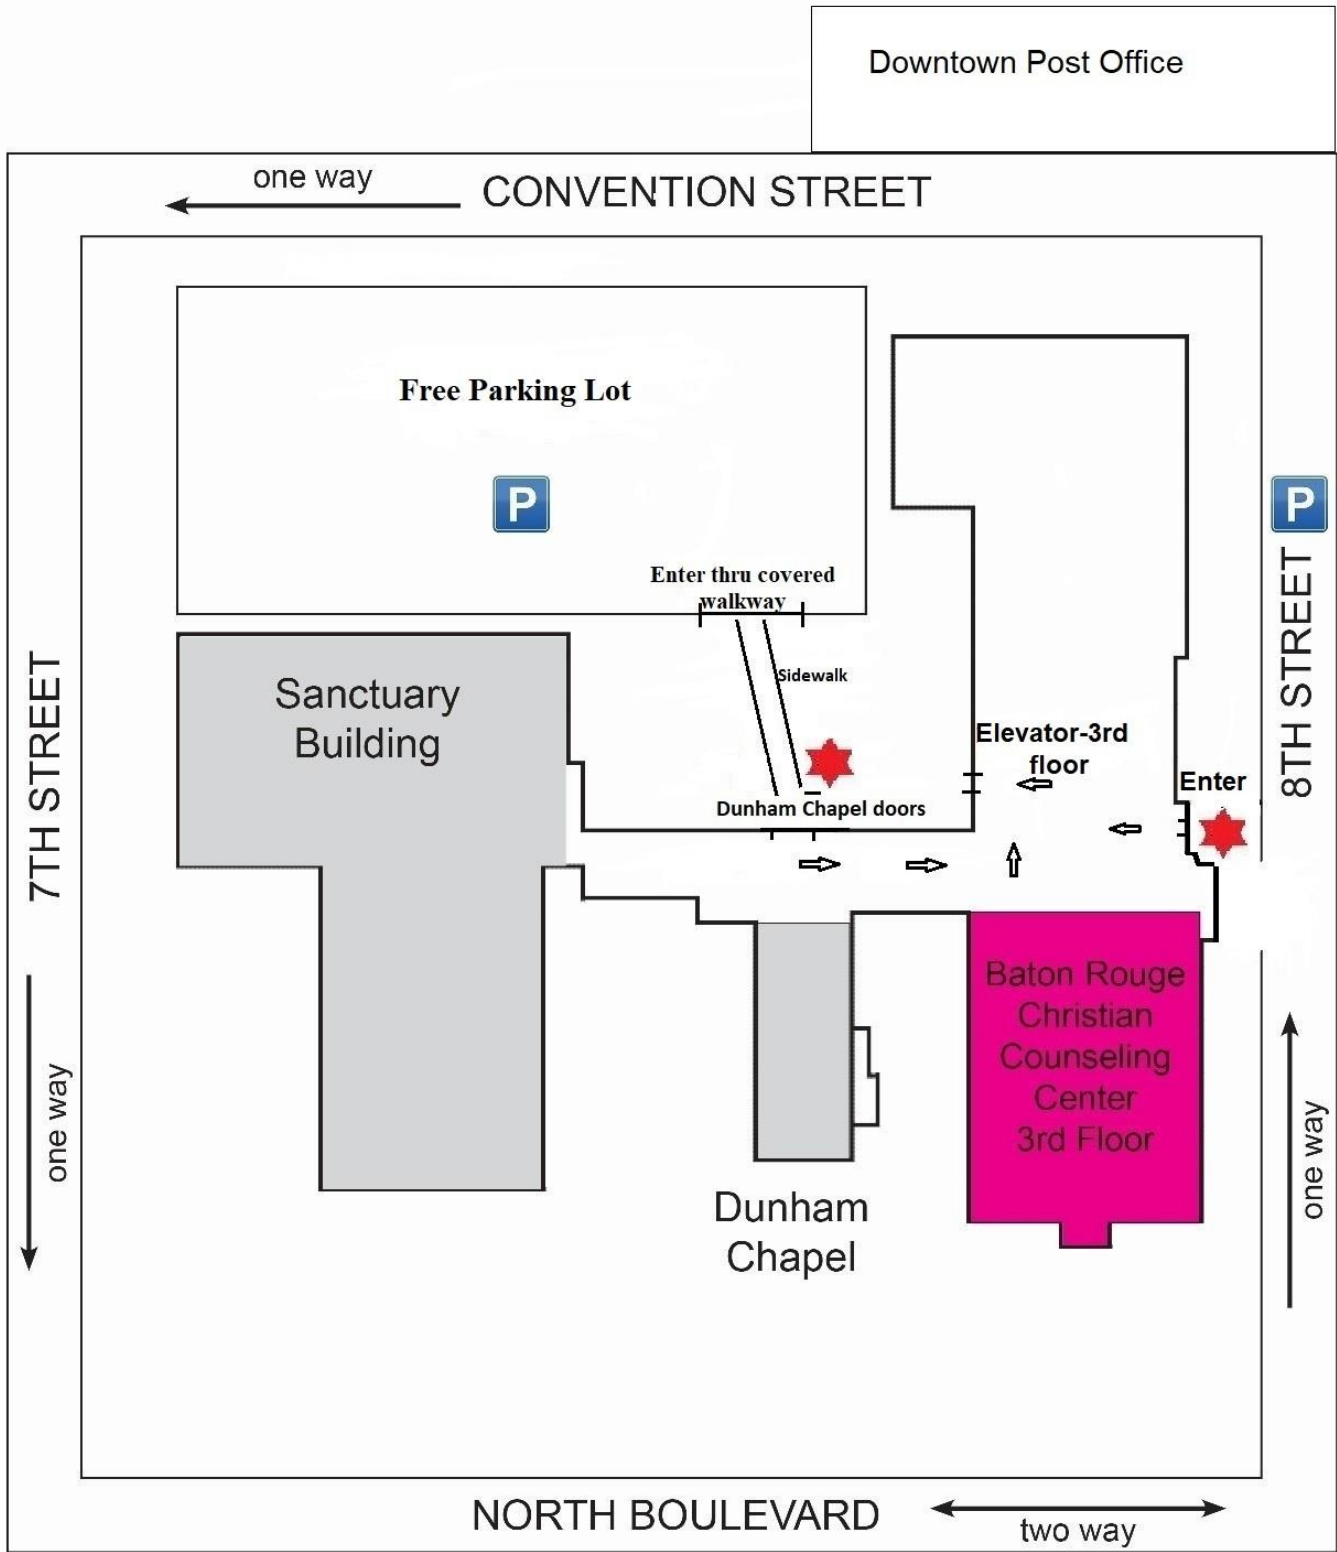 Downtown Post Office
one way
CONVENTION STREET
Free Parking Lot
P
P
Enter thru covered
walkway
8TH STREET
7TH STREET
Sidewalk
Sanctuary
Building
Elevator-3rd
floor
Enter
Dunham Chapel doors
Baton Rouge
Christian
Counseling
Center
3rd Floor
one way
one way
Dunham
Chapel
NORTH BOULEVARD
two way